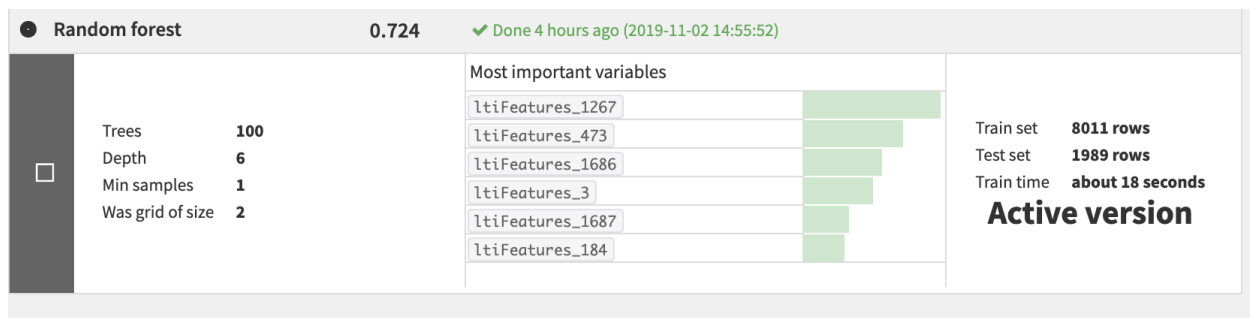 Random forest 0.724 ✔ Done 4 hours ago (2019-11-02 14:55:52)
Most important variables
ltiFeatures_1267
ltiFeatures_473
ltiFeatures_1686
ltiFeatures_3
ltiFeatures_1687
ltiFeatures_184
Trees 100
Depth 6
Min samples 1
Was grid of size 2
Train set 8011 rows
Test set 1989 rows
Train time about 18 seconds
Active version